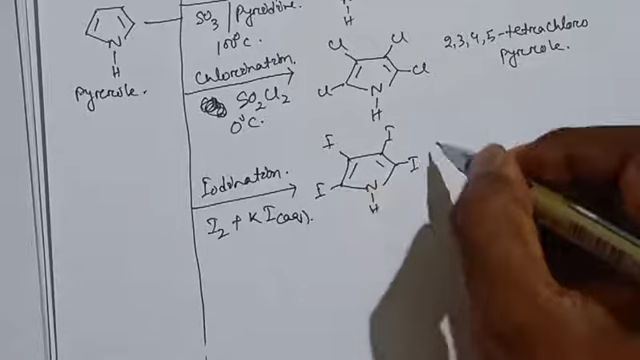 SO3 | Pyridine.
100°C.
H
N
H
Pyrrole.
Chlorination.
SO2Cl2
0°C.
Cl Cl
Cl Cl
N
H
2,3,4,5-tetrachloro
Pyrrole.
Iodination.
I2 + KI(aq).
I I
I I
N
H